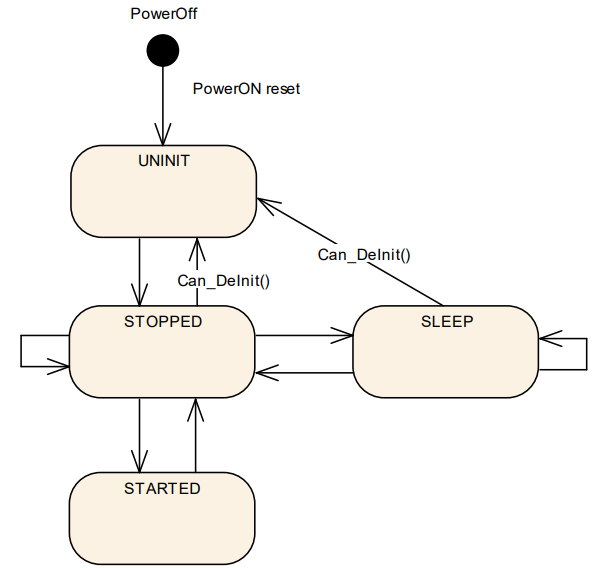 PowerOff
PowerON reset
UNINIT
Can_DeInit()
Can_DeInit()
STOPPED
SLEEP
STARTED